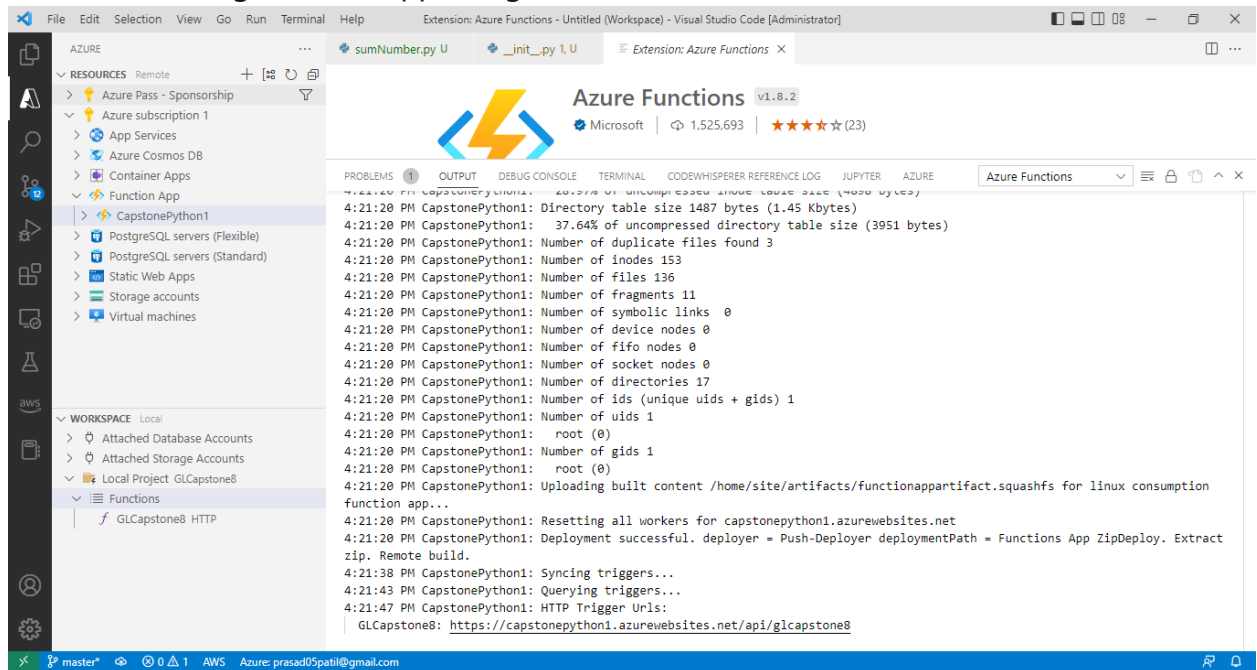 File Edit Selection View Go Run Terminal Help Extension: Azure Functions - Untitled (Workspace) - Visual Studio Code [Administrator]
AZURE
RESOURCES Remote
Azure Pass - Sponsorship
Azure subscription 1
App Services
Azure Cosmos DB
Container Apps
Function App
CapstonePython1
PostgreSQL servers (Flexible)
PostgreSQL servers (Standard)
Static Web Apps
Storage accounts
Virtual machines
12
aws
WORKSPACE Local
Attached Database Accounts
Attached Storage Accounts
Local Project GLCapstone8
Functions
GLCapstone8 HTTP
sumNumber.py U __init__.py 1, U Extension: Azure Functions
Azure Functions v1.8.2
Microsoft 1,525,693 (23)
PROBLEMS 1 OUTPUT DEBUG CONSOLE TERMINAL CODEWHISPERER REFERENCE LOG JUPYTER AZURE Azure Functions
4:21:20 PM CapstonePython1: 28.97% of uncompressed inode table size (4898 bytes)
4:21:20 PM CapstonePython1: Directory table size 1487 bytes (1.45 Kbytes)
4:21:20 PM CapstonePython1: 37.64% of uncompressed directory table size (3951 bytes)
4:21:20 PM CapstonePython1: Number of duplicate files found 3
4:21:20 PM CapstonePython1: Number of inodes 153
4:21:20 PM CapstonePython1: Number of files 136
4:21:20 PM CapstonePython1: Number of fragments 11
4:21:20 PM CapstonePython1: Number of symbolic links 0
4:21:20 PM CapstonePython1: Number of device nodes 0
4:21:20 PM CapstonePython1: Number of fifo nodes 0
4:21:20 PM CapstonePython1: Number of socket nodes 0
4:21:20 PM CapstonePython1: Number of directories 17
4:21:20 PM CapstonePython1: Number of ids (unique uids + gids) 1
4:21:20 PM CapstonePython1: Number of uids 1
4:21:20 PM CapstonePython1: root (0)
4:21:20 PM CapstonePython1: Number of gids 1
4:21:20 PM CapstonePython1: root (0)
4:21:20 PM CapstonePython1: Uploading built content /home/site/artifacts/functionappartifact.squashfs for linux consumption
function app...
4:21:20 PM CapstonePython1: Resetting all workers for capstonepython1.azurewebsites.net
4:21:20 PM CapstonePython1: Deployment successful. deployer = Push-Deployer deploymentPath = Functions App ZipDeploy. Extract
zip. Remote build.
4:21:38 PM CapstonePython1: Syncing triggers...
4:21:43 PM CapstonePython1: Querying triggers...
4:21:47 PM CapstonePython1: HTTP Trigger Urls:
GLCapstone8: https://capstonepython1.azurewebsites.net/api/glcapstone8
master* 0 1 AWS Azure: prasad05patil@gmail.com